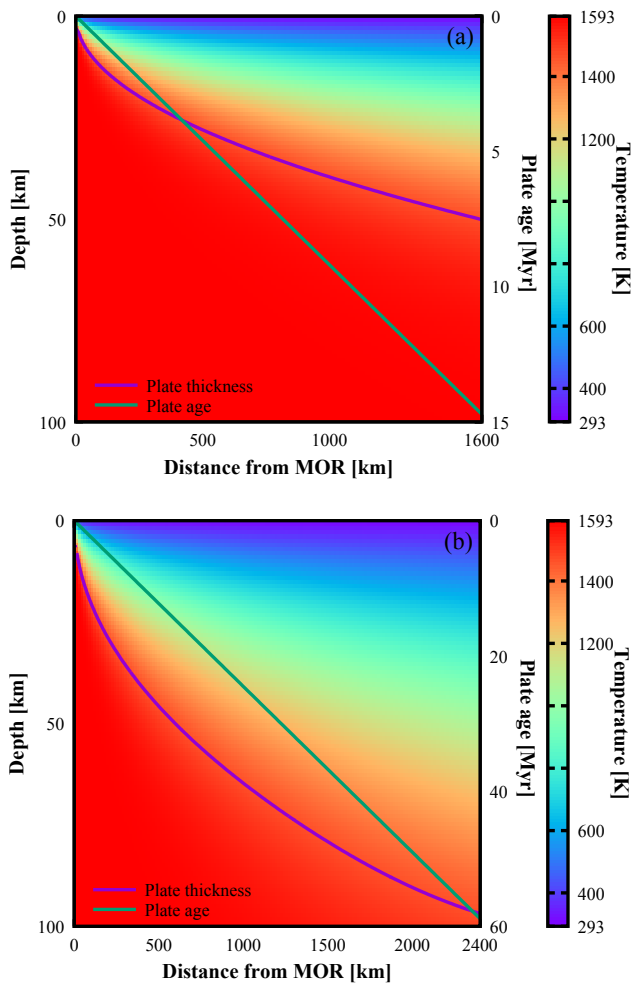 (a)
Depth [km]
0
50
100
0
500
1000
1600
Distance from MOR [km]
Plate thickness
Plate age
0
5
10
15
Plate age [Myr]
1593
1400
1200
600
400
293
Temperature [K]
(b)
Depth [km]
0
50
100
0
500
1000
1500
2000
2400
Distance from MOR [km]
Plate thickness
Plate age
0
20
40
60
Plate age [Myr]
1593
1400
1200
600
400
293
Temperature [K]